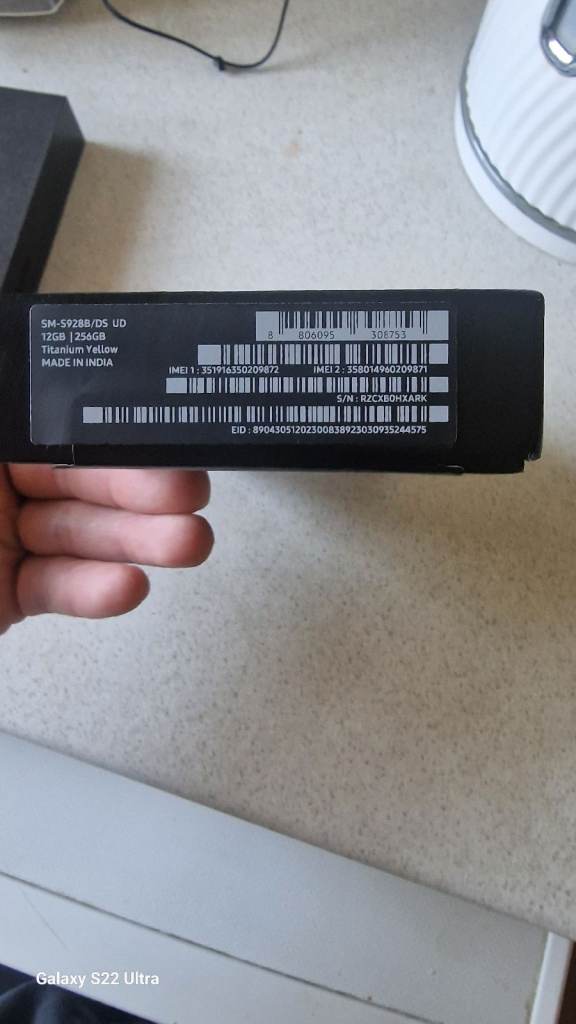 SM-S928B/DS UD
12GB | 256GB
Titanium Yellow
MADE IN INDIA
8 806095 308753
IMEI 1 : 351916350209872 IMEI 2 : 358014960209871
S/N : RZCXB0HXARK
EID : 89043051202300838923030935244575
Galaxy S22 Ultra